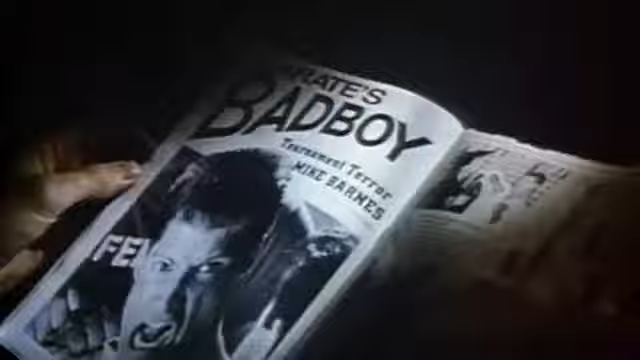 RATE'S
BADBOY
Tournament Terror
MIKE BARNES
FE